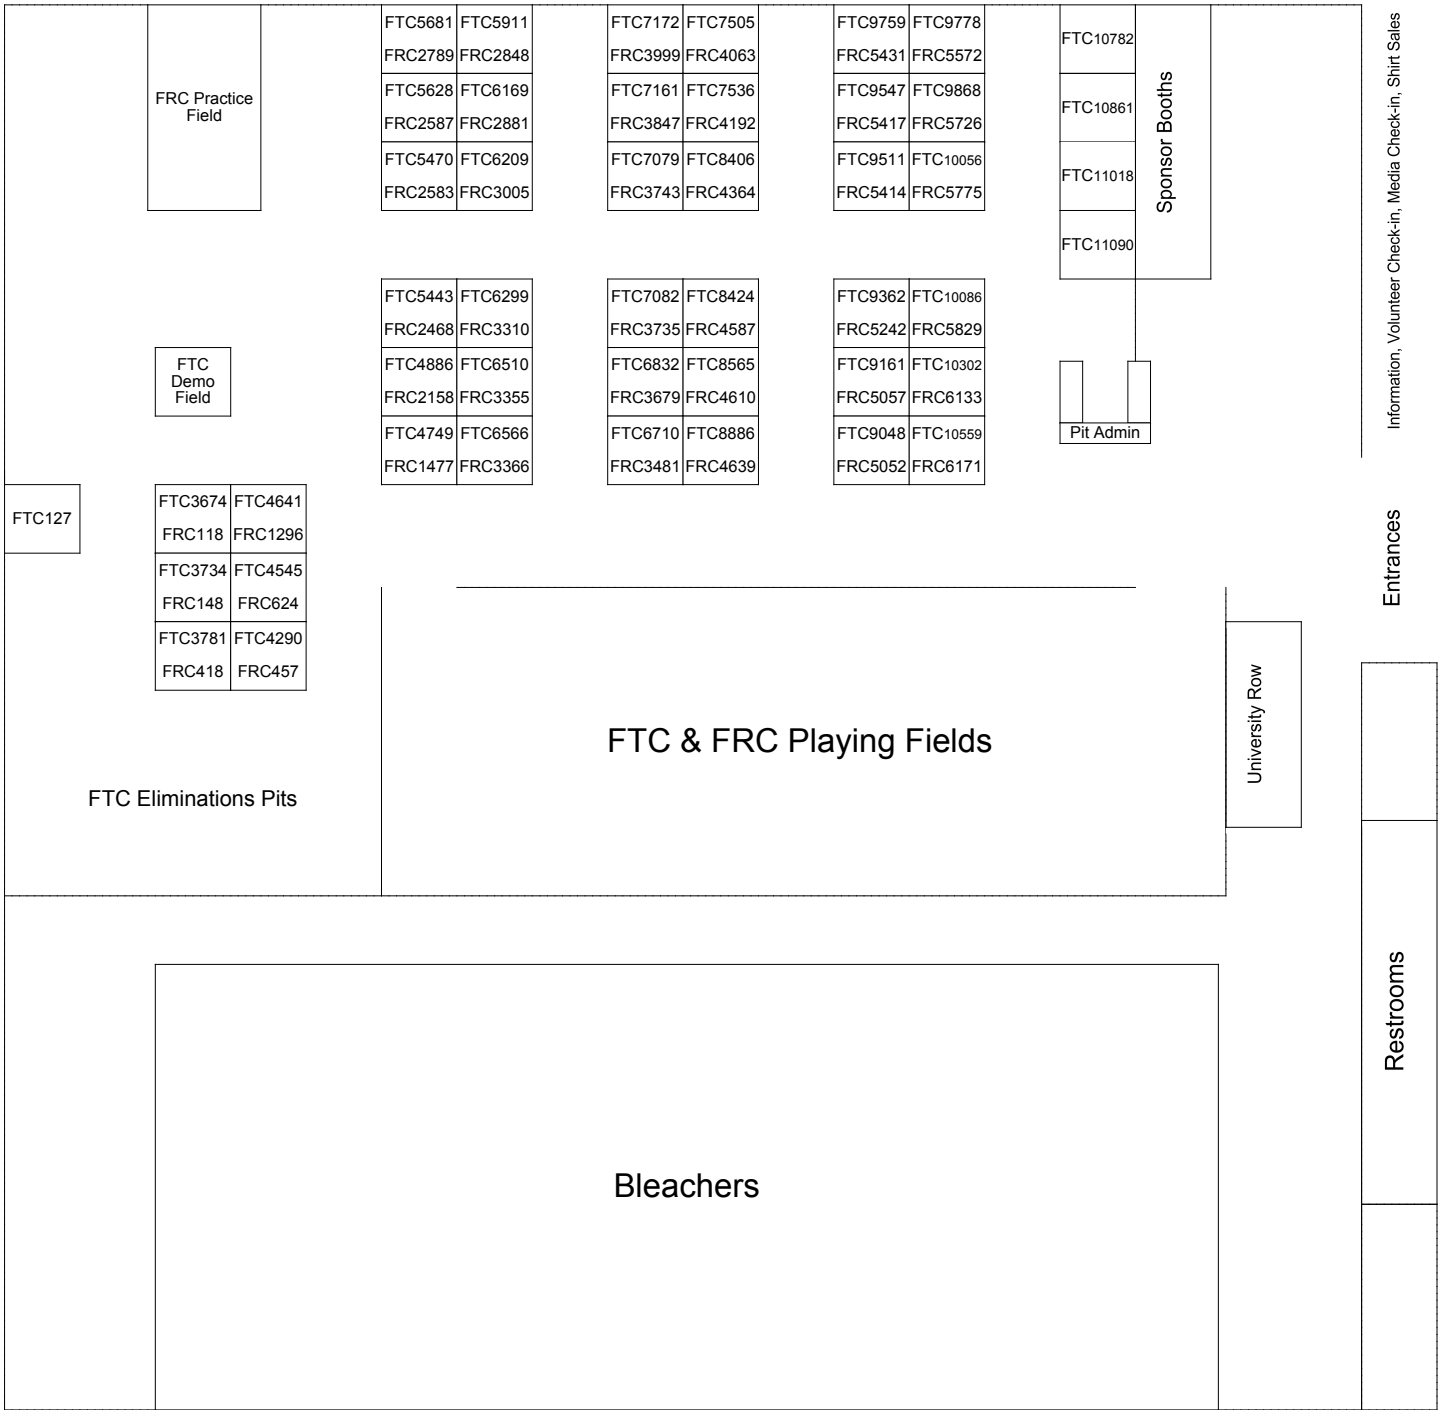 FTC5681 FTC5911 FTC7172 FTC7505 FTC9759 FTC9778
FTC10782
FRC2789 FRC2848 FRC3999 FRC4063 FRC5431 FRC5572
FRC Practice
Field
FTC5628 FTC6169 FTC7161 FTC7536 FTC9547 FTC9868
FTC10861
FRC2587 FRC2881 FRC3847 FRC4192 FRC5417 FRC5726
FTC5470 FTC6209 FTC7079 FTC8406 FTC9511 FTC10056
FTC11018
FRC2583 FRC3005 FRC3743 FRC4364 FRC5414 FRC5775
FTC11090
Sponsor Booths
Information, Volunteer Check-in, Media Check-in, Shirt Sales
FTC5443 FTC6299 FTC7082 FTC8424 FTC9362 FTC10086
FRC2468 FRC3310 FRC3735 FRC4587 FRC5242 FRC5829
FTC
Demo
Field
FTC4886 FTC6510 FTC6832 FTC8565 FTC9161 FTC10302
FRC2158 FRC3355 FRC3679 FRC4610 FRC5057 FRC6133
FTC4749 FTC6566 FTC6710 FTC8886 FTC9048 FTC10559
Pit Admin
FRC1477 FRC3366 FRC3481 FRC4639 FRC5052 FRC6171
FTC127
FTC3674 FTC4641
FRC118 FRC1296
FTC3734 FTC4545
FRC148 FRC624
FTC3781 FTC4290
FRC418 FRC457
Entrances
University Row
FTC & FRC Playing Fields
FTC Eliminations Pits
Restrooms
Bleachers